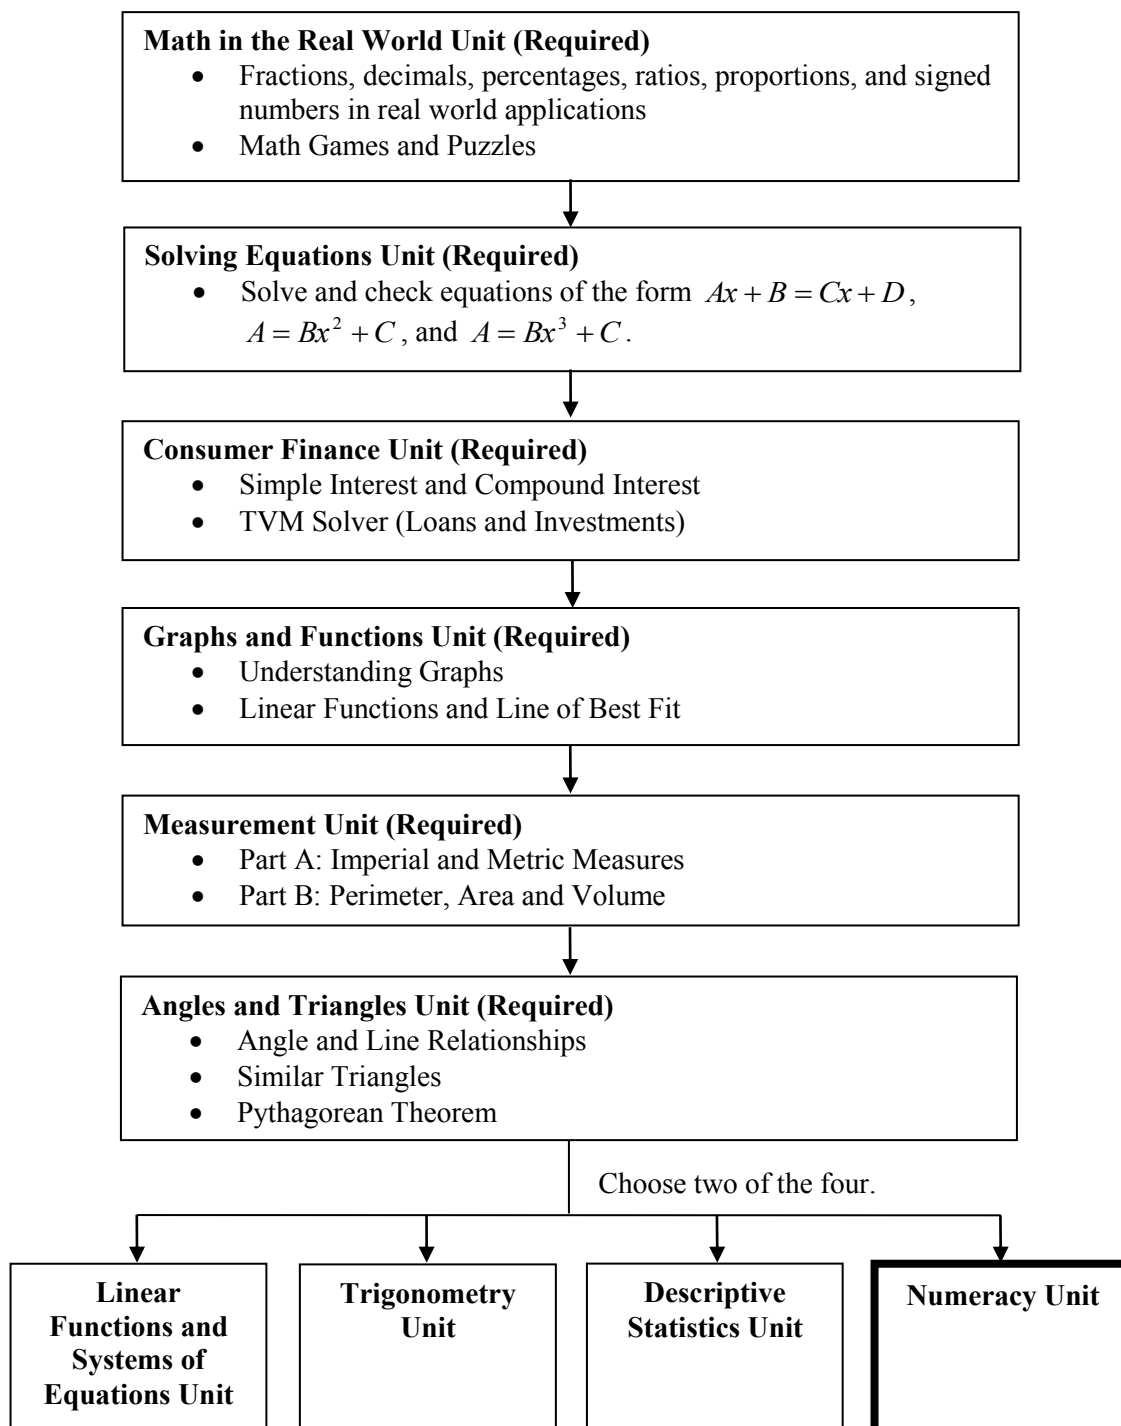 Math in the Real World Unit (Required)
• Fractions, decimals, percentages, ratios, proportions, and signed
numbers in real world applications
• Math Games and Puzzles
Solving Equations Unit (Required)
• Solve and check equations of the form Ax + B = Cx + D,
A = Bx² + C, and A = Bx³ + C.
Consumer Finance Unit (Required)
• Simple Interest and Compound Interest
• TVM Solver (Loans and Investments)
Graphs and Functions Unit (Required)
• Understanding Graphs
• Linear Functions and Line of Best Fit
Measurement Unit (Required)
• Part A: Imperial and Metric Measures
• Part B: Perimeter, Area and Volume
Angles and Triangles Unit (Required)
• Angle and Line Relationships
• Similar Triangles
• Pythagorean Theorem
Choose two of the four.
Linear
Functions and
Systems of
Equations Unit
Trigonometry
Unit
Descriptive
Statistics Unit
Numeracy Unit